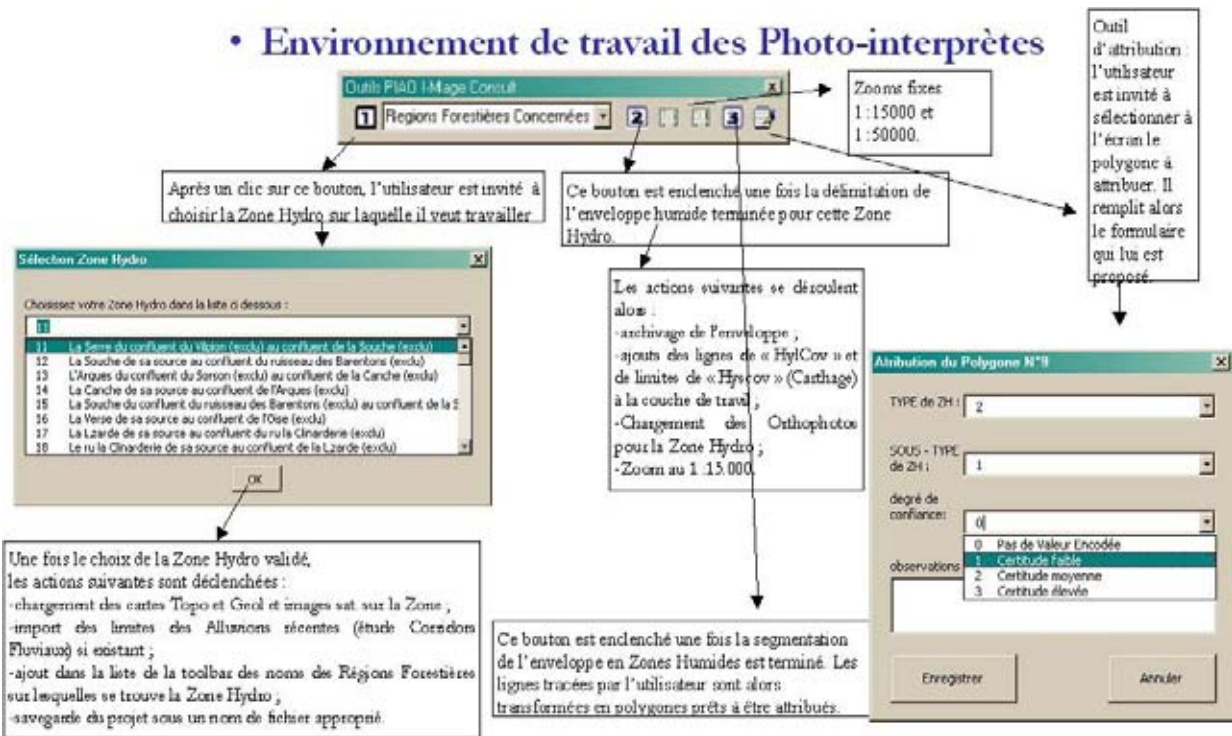 • Environnement de travail des Photo-interprètes
Outils PIAO I-Mage Consult
1 Regions Forestières Concernées 2 3
Zooms fixes
1 :15000 et
1 :50000.
Outil
d'attribution :
l'utilisateur
est invité à
sélectionner à
l'écran le
polygone à
attribuer. Il
remplit alors
le formulaire
qui lui est
proposé.
Après un clic sur ce bouton, l'utilisateur est invité à
choisir la Zone Hydro sur laquelle il veut travailler
Ce bouton est enclenché une fois la délimitation de
l'enveloppe humide terminée pour cette Zone
Hydro.
Sélection Zone Hydro
Choisissez votre Zone Hydro dans la liste ci dessous :
11
11 La Serre du confluent du Vilpion (exclu) au confluent de la Souche (exclu)
12 La Souche de sa source au confluent du ruisseau des Barentons (exclu)
13 L'Arques du confluent du Sorson (exclu) au confluent de la Canche (exclu)
14 La Canche de sa source au confluent de l'Arques (exclu)
15 La Souche du confluent du ruisseau des Barentons (exclu) au confluent de la S
16 La Verse de sa source au confluent de l'Oise (exclu)
17 La Lzarde de sa source au confluent du ru la Clinarderie (exclu)
18 Le ru la Clinarderie de sa source au confluent de la Lzarde (exclu)
OK
Les actions suivantes se déroulent
alors :
-archivage de l'enveloppe ;
-ajouts des lignes de « HylCov » et
de limites de « Hyscov » (Carthage)
à la couche de travil ;
-Chargement des Orthophotos
pour la Zone Hydro ;
-Zoom au 1 :15.000.
Atribution du Polygone N°9
TYPE de ZH : 2
SOUS - TYPE
de ZH : 1
degré de
confiance: 0
0 Pas de Valeur Encodée
1 Certitude faible
2 Certitude moyenne
3 Certitude élevée
observations
Enregistrer Annuler
Une fois le choix de la Zone Hydro validé,
les actions suivantes sont déclenchées :
-chargement des cartes Topo et Geol et images sat sur la Zone ;
-import des limites des Alluvions récentes (étude Corridors
Fluviaux) si existant ;
-ajout dans la liste de la toolbar des noms des Régions Forestières
sur lesquelles se trouve la Zone Hydro ;
-savegarde du projet sous un nom de fichier approprié.
Ce bouton est enclenché une fois la segmentation
de l'enveloppe en Zones Humides est terminé. Les
lignes tracées par l'utilisateur sont alors
transformées en polygones prêts à être attribués.